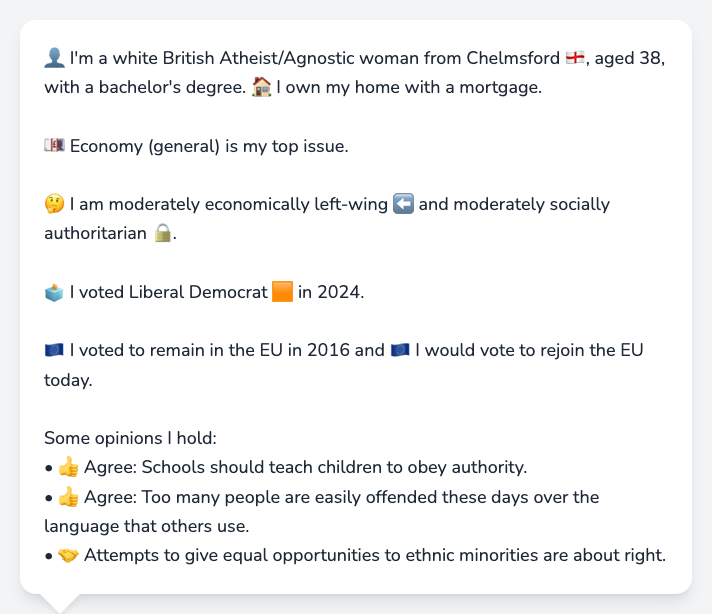 👤 I'm a white British Atheist/Agnostic woman from Chelmsford 🏴󠁧󠁢󠁥󠁮󠁧󠁿, aged 38,
with a bachelor's degree. 🏠 I own my home with a mortgage.
💷 Economy (general) is my top issue.
🤔 I am moderately economically left-wing ⬅️ and moderately socially
authoritarian 🔒.
🗳️ I voted Liberal Democrat 🟧 in 2024.
🇪🇺 I voted to remain in the EU in 2016 and 🇪🇺 I would vote to rejoin the EU
today.
Some opinions I hold:
• 👍 Agree: Schools should teach children to obey authority.
• 👍 Agree: Too many people are easily offended these days over the
language that others use.
• 🤝 Attempts to give equal opportunities to ethnic minorities are about right.